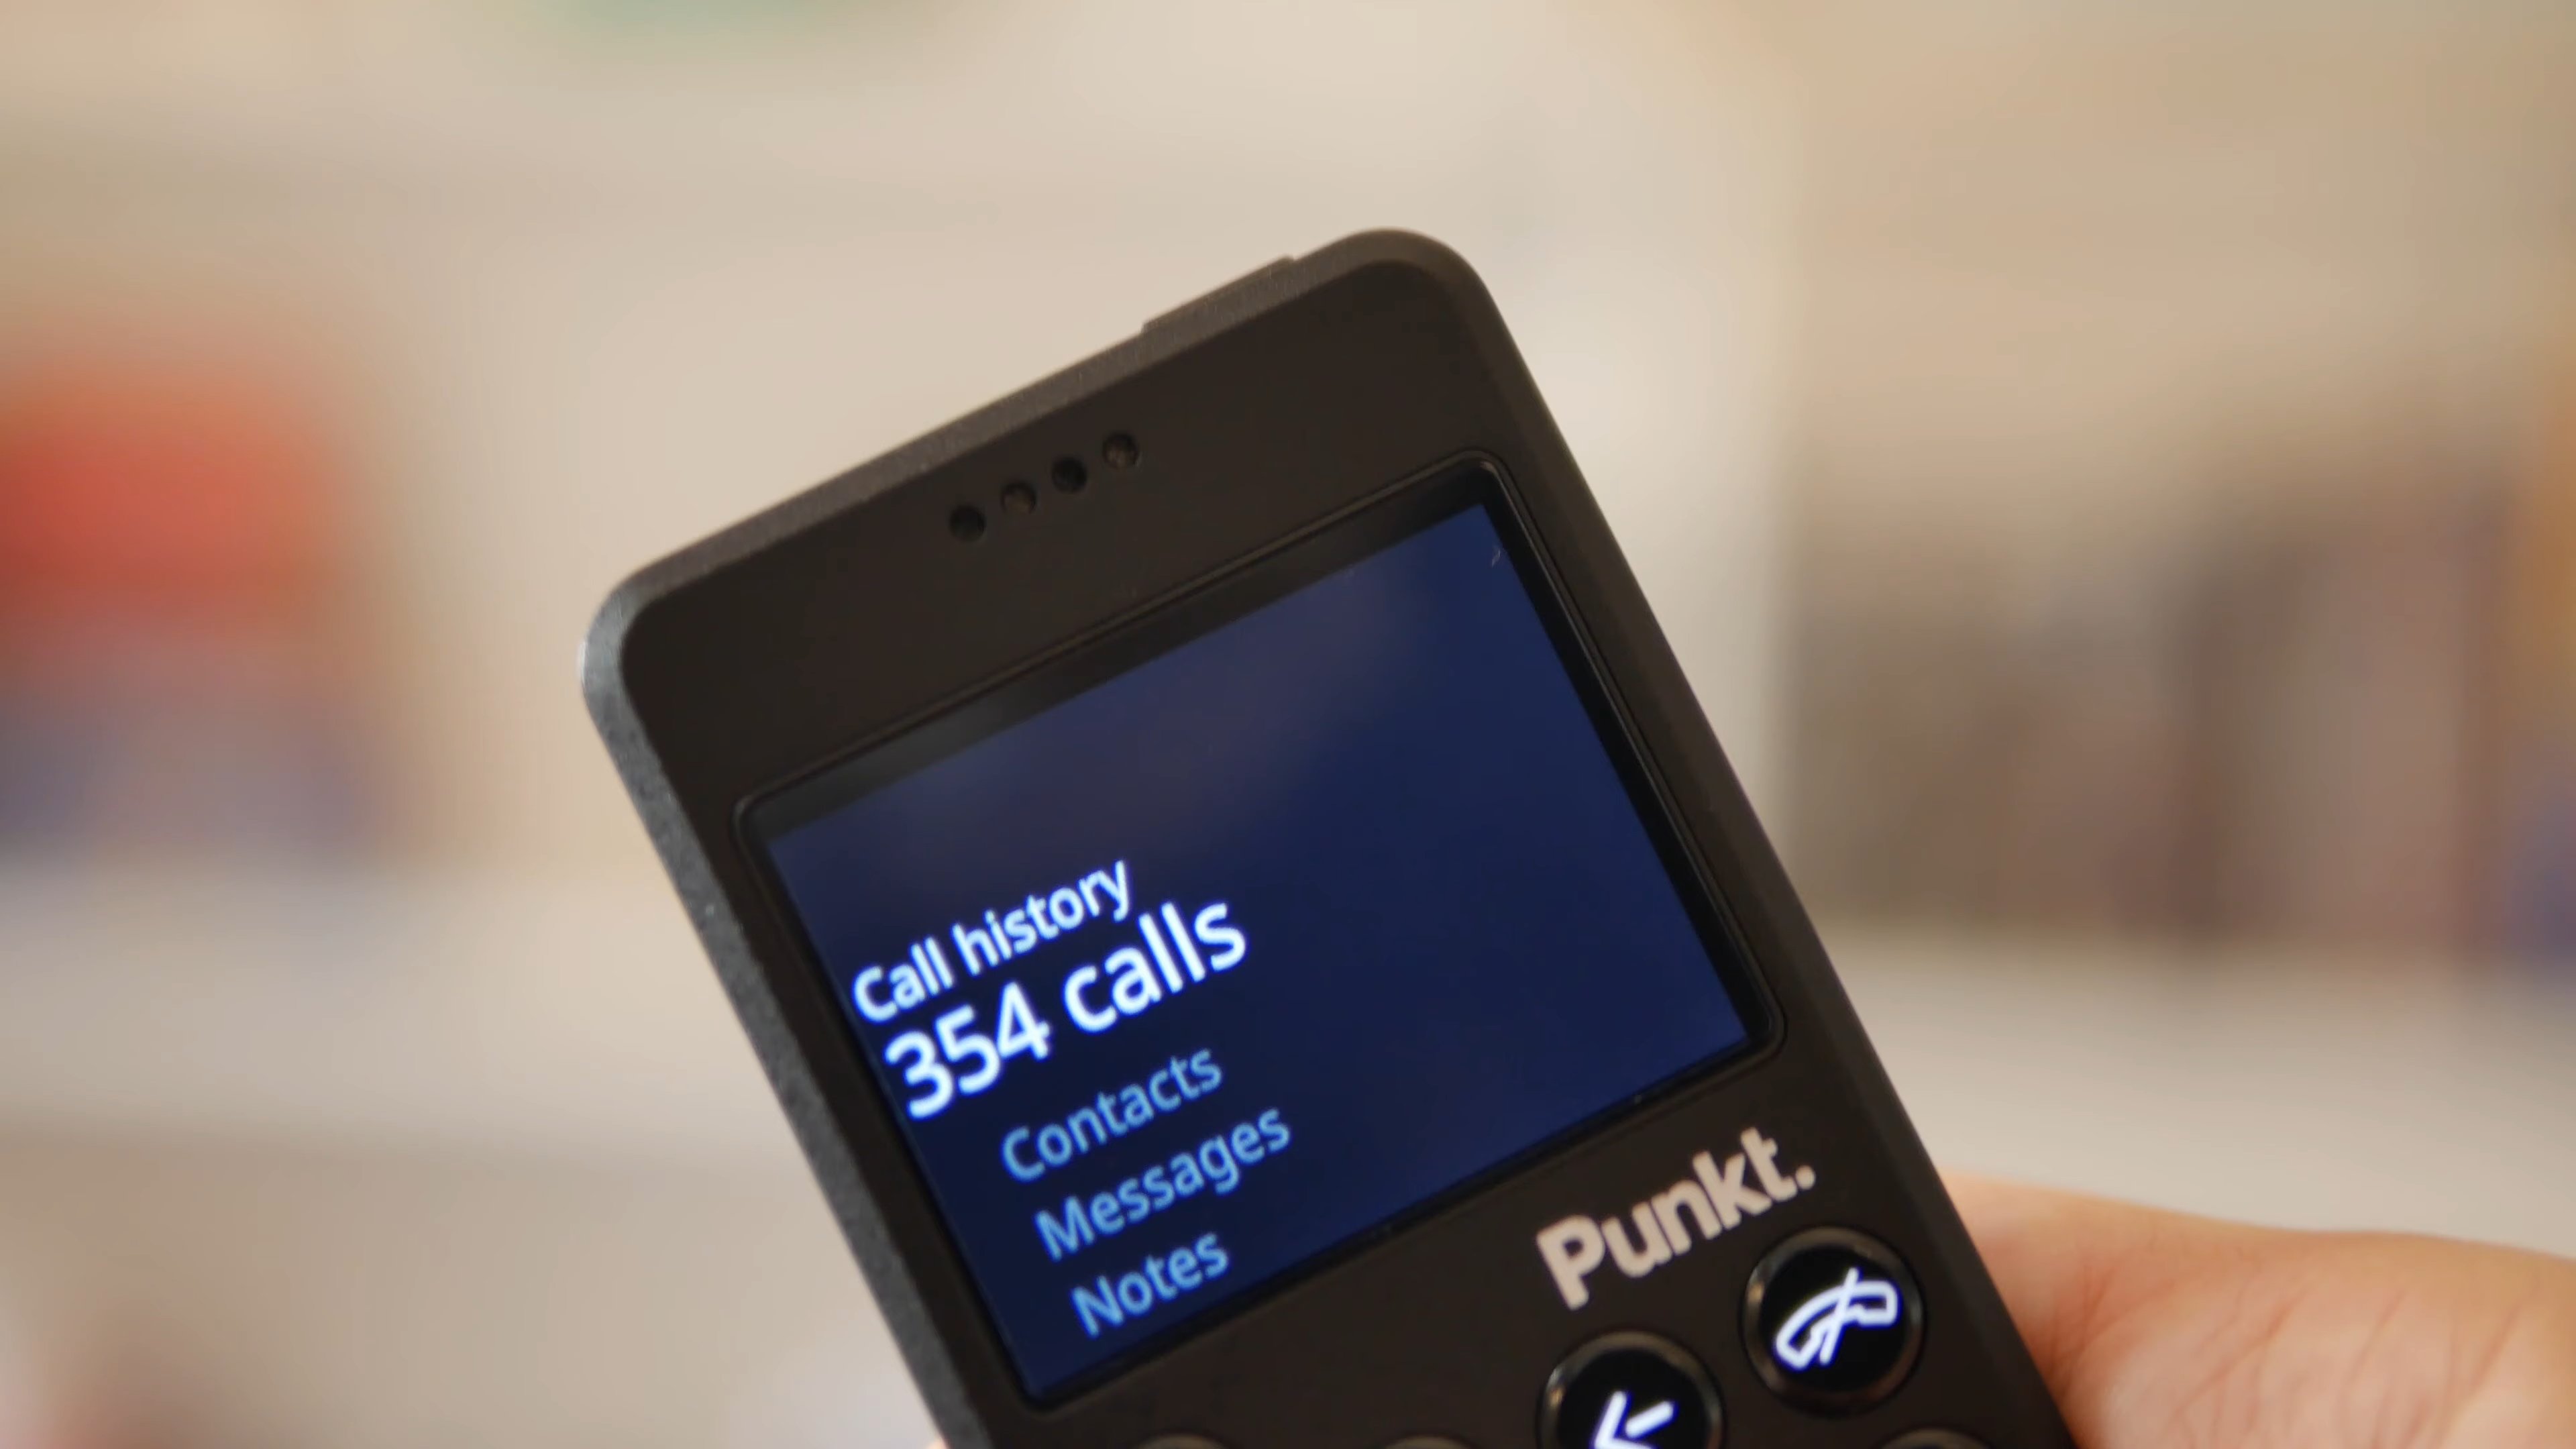 Call history
354 calls
Contacts
Messages
Notes
Punkt.